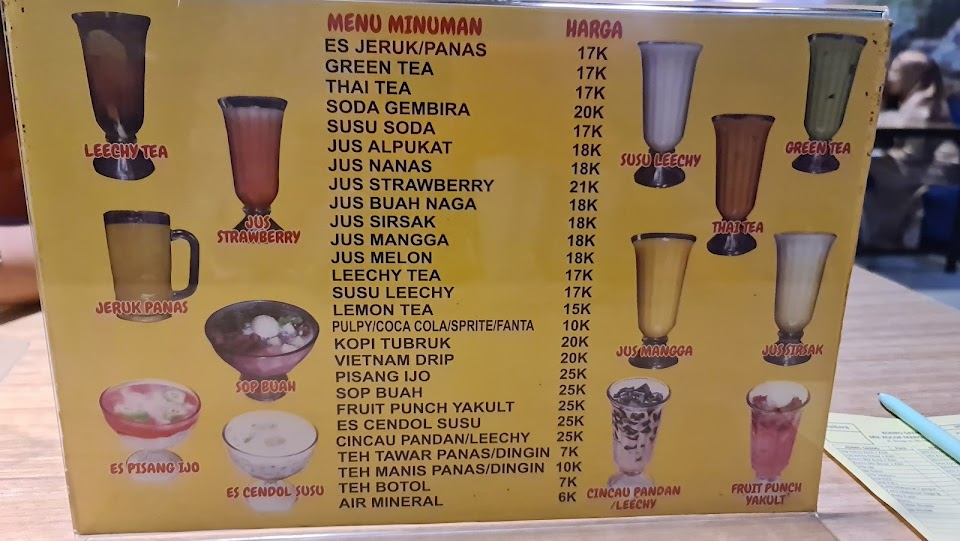 MENU MINUMAN HARGA
ES JERUK/PANAS 17K
GREEN TEA 17K
THAI TEA 17K
SODA GEMBIRA 20K
SUSU SODA 17K
JUS ALPUKAT 18K
JUS NANAS 18K
JUS STRAWBERRY 21K
JUS BUAH NAGA 18K
JUS SIRSAK 18K
JUS MANGGA 18K
JUS MELON 18K
LEECHY TEA 17K
SUSU LEECHY 17K
LEMON TEA 15K
PULPY/COCA COLA/SPRITE/FANTA 10K
KOPI TUBRUK 20K
VIETNAM DRIP 20K
PISANG IJO 25K
SOP BUAH 25K
FRUIT PUNCH YAKULT 25K
ES CENDOL SUSU 25K
CINCAU PANDAN/LEECHY 25K
TEH TAWAR PANAS/DINGIN 7K
TEH MANIS PANAS/DINGIN 10K
TEH BOTOL 7K
AIR MINERAL 6K
LEECHY TEA
JUS
STRAWBERRY
JERUK PANAS
SOP BUAH
ES PISANG IJO
ES CENDOL SUSU
SUSU LEECHY
GREEN TEA
THAI TEA
JUS MANGGA
JUS SIRSAK
CINCAU PANDAN
/LEECHY
FRUIT PUNCH
YAKULT